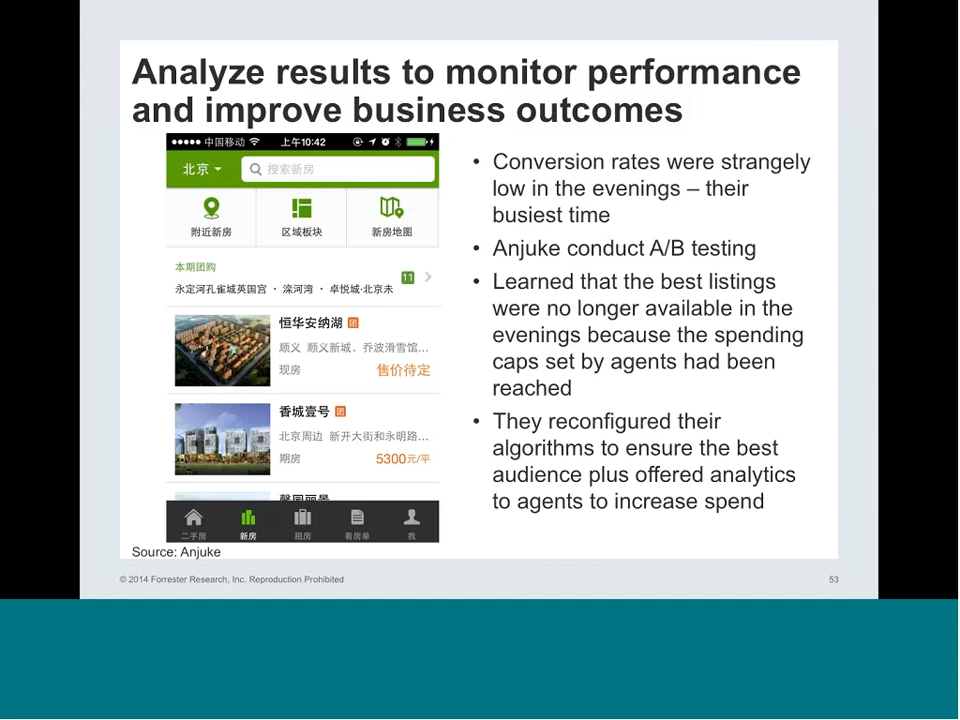 Analyze results to monitor performance
and improve business outcomes
中国移动 上午10:42
北京 搜索新房
附近新房 区域板块 新房地图
本期团购
永定河孔雀城英国宫 · 滦河湾 · 卓悦城·北京未
11
恒华安纳湖 团
顺义 顺义新城，乔波滑雪馆...
现房 售价待定
香城壹号 团
北京周边 新开大街和永明路...
期房 5300元/平
二手房 新房 租房 看房单 我
Source: Anjuke
• Conversion rates were strangely
low in the evenings – their
busiest time
• Anjuke conduct A/B testing
• Learned that the best listings
were no longer available in the
evenings because the spending
caps set by agents had been
reached
• They reconfigured their
algorithms to ensure the best
audience plus offered analytics
to agents to increase spend
© 2014 Forrester Research, Inc. Reproduction Prohibited 53